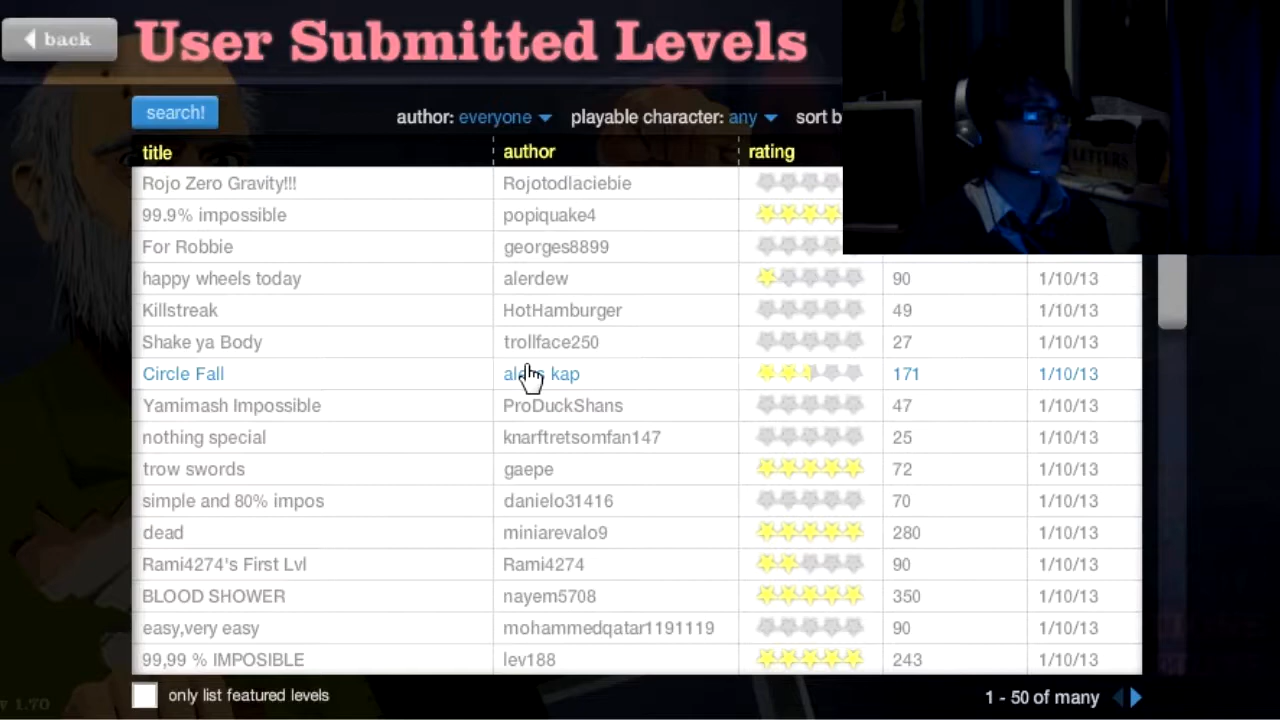 back
User Submitted Levels
search!
author: everyone playable character: any sort b
title author rating
Rojo Zero Gravity!!! Rojotodlaciebie
99.9% impossible popiquake4
For Robbie georges8899
happy wheels today alerdew 90 1/10/13
Killstreak HotHamburger 49 1/10/13
Shake ya Body trollface250 27 1/10/13
Circle Fall kap 171 1/10/13
Yamimash Impossible ProDuckShans 47 1/10/13
nothing special knarftretsomfan147 25 1/10/13
trow swords gaepe 72 1/10/13
simple and 80% impos danielo31416 70 1/10/13
dead miniarevalo9 280 1/10/13
Rami4274's First Lvl Rami4274 90 1/10/13
BLOOD SHOWER nayem5708 350 1/10/13
easy,very easy mohammedqatar1191119 90 1/10/13
99,99 % IMPOSIBLE lev188 243 1/10/13
only list featured levels 1 - 50 of many
v 1.70
LETTERS